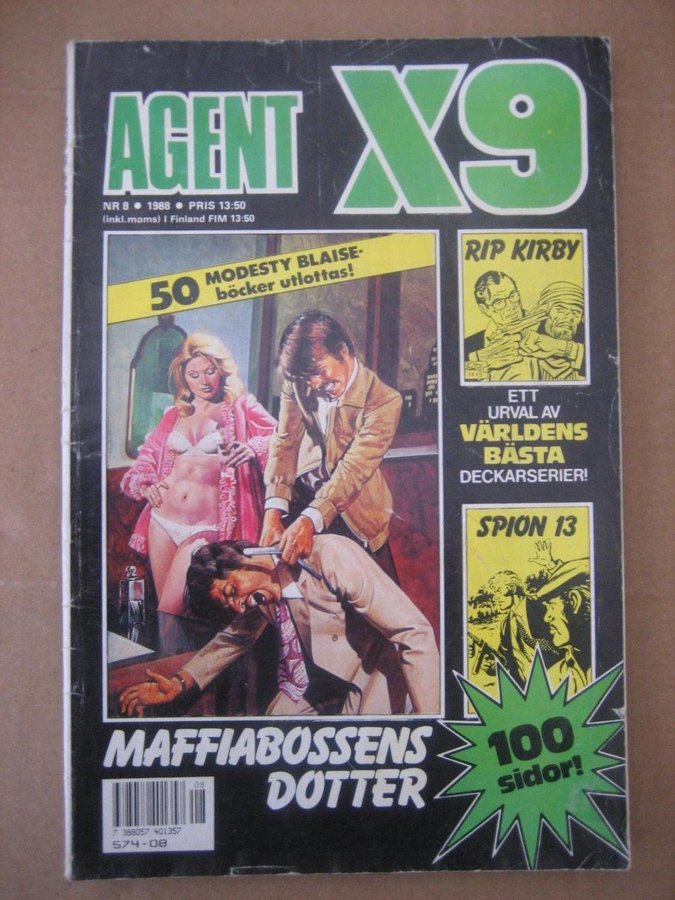 AGENT X9
NR 8 • 1988 • PRIS 13:50
(inkl.moms) I Finland FIM 13:50
50 MODESTY BLAISE-
böcker utlottas!
RIP KIRBY
ETT
URVAL AV
VÄRLDENS
BÄSTA
DECKARSERIER!
SPION 13
100
sidor!
MAFFIABOSSENS
DOTTER
08
7 388057 401357
574-08